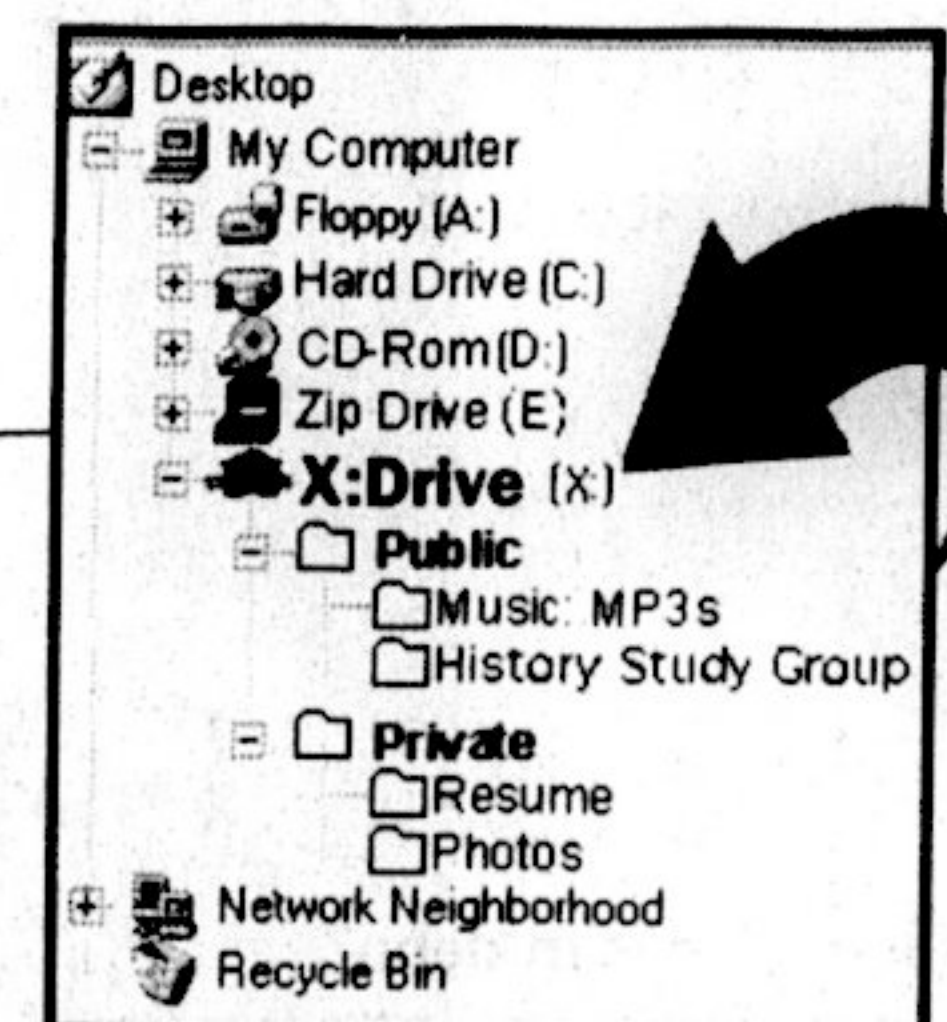 Desktop
My Computer
Floppy (A:)
Hard Drive (C:)
CD-Rom(D:)
Zip Drive (E)
X:Drive (X:)
Public
Music: MP3s
History Study Group
Private
Resume
Photos
Network Neighborhood
Recycle Bin